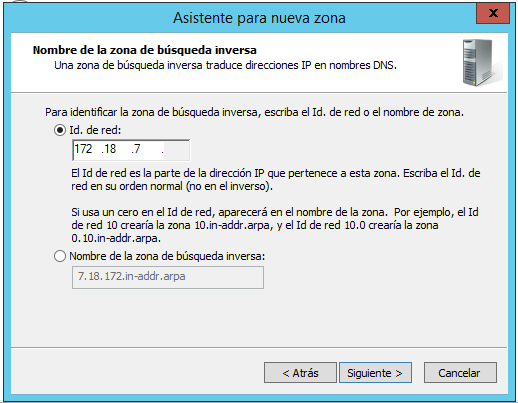 Asistente para nueva zona
x
Nombre de la zona de búsqueda inversa
Una zona de búsqueda inversa traduce direcciones IP en nombres DNS.
Para identificar la zona de búsqueda inversa, escriba el Id. de red o el nombre de zona.
Id. de red:
172 .18 .7 .
El Id de red es la parte de la dirección IP que pertenece a esta zona. Escriba el Id. de
red en su orden normal (no en el inverso).
Si usa un cero en el Id de red, aparecerá en el nombre de la zona. Por ejemplo, el Id
de red 10 crearía la zona 10.in-addr.arpa, y el Id de red 10.0 crearía la zona
0.10.in-addr.arpa.
Nombre de la zona de búsqueda inversa:
7.18.172.in-addr.arpa
< Atrás
Siguiente >
Cancelar